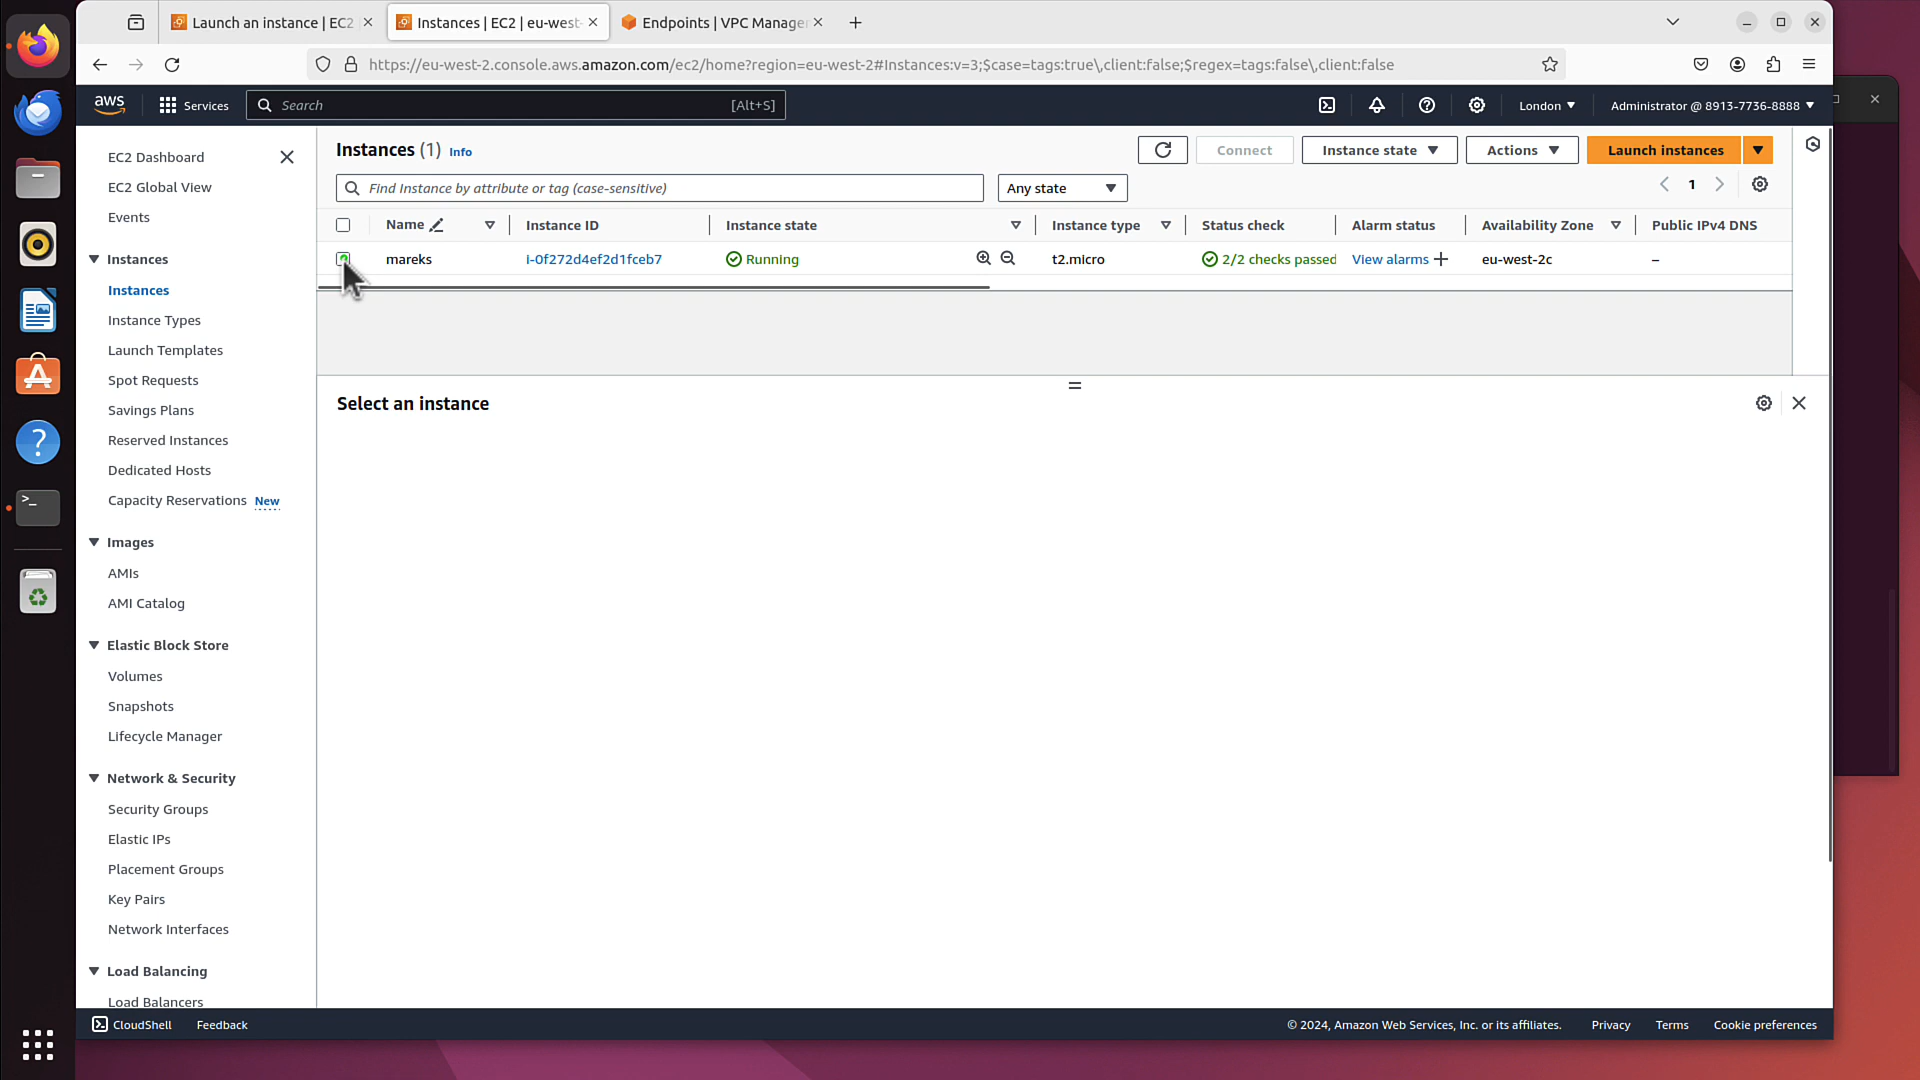 Launch an instance | EC2
Instances | EC2 | eu-west-
Endpoints | VPC Manage
https://eu-west-2.console.aws.amazon.com/ec2/home?region=eu-west-2#Instances:v=3;$case=tags:true\,client:false;$regex=tags:false\,client:false
aws
Services
Search
[Alt+S]
London
Administrator @ 8913-7736-8888
EC2 Dashboard
EC2 Global View
Events
Instances
Instances
Instance Types
Launch Templates
Spot Requests
Savings Plans
Reserved Instances
Dedicated Hosts
Capacity Reservations New
Images
AMIs
AMI Catalog
Elastic Block Store
Volumes
Snapshots
Lifecycle Manager
Network & Security
Security Groups
Elastic IPs
Placement Groups
Key Pairs
Network Interfaces
Load Balancing
Load Balancers
Instances (1) Info
Connect
Instance state
Actions
Launch instances
Find Instance by attribute or tag (case-sensitive)
Any state
1
Name
Instance ID
Instance state
Instance type
Status check
Alarm status
Availability Zone
Public IPv4 DNS
mareks
i-0f272d4ef2d1fceb7
Running
t2.micro
2/2 checks passed
View alarms +
eu-west-2c
–
Select an instance
CloudShell
Feedback
© 2024, Amazon Web Services, Inc. or its affiliates.
Privacy
Terms
Cookie preferences